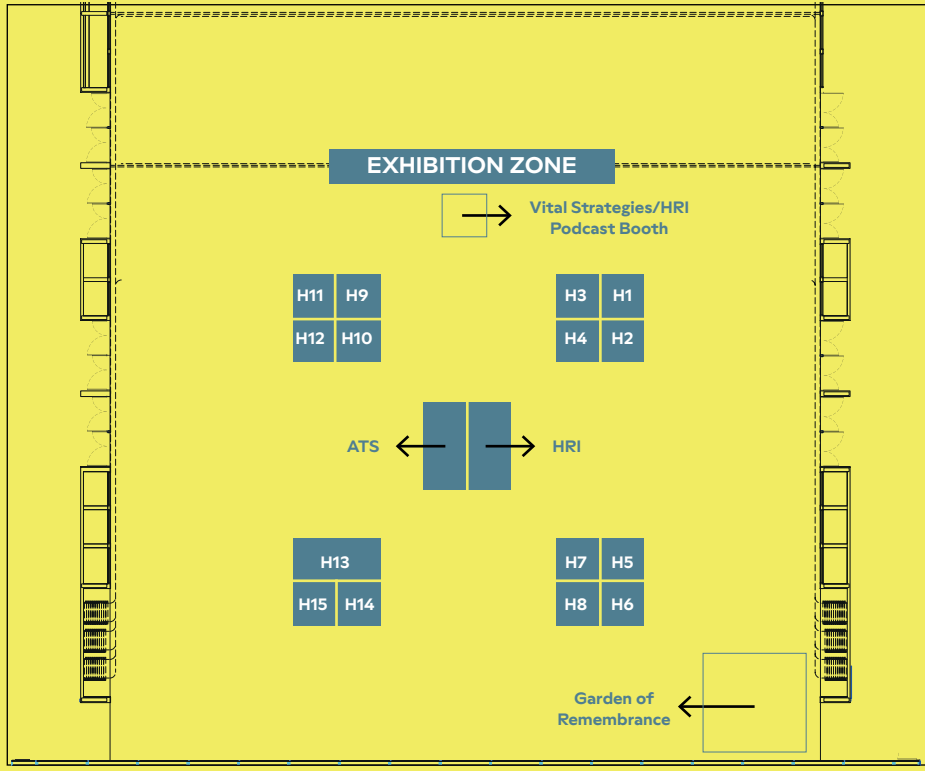 EXHIBITION ZONE
Vital Strategies/HRI
Podcast Booth
H11 H9
H3 H1
H12 H10
H4 H2
ATS
HRI
H13
H7 H5
H15 H14
H8 H6
Garden of
Remembrance